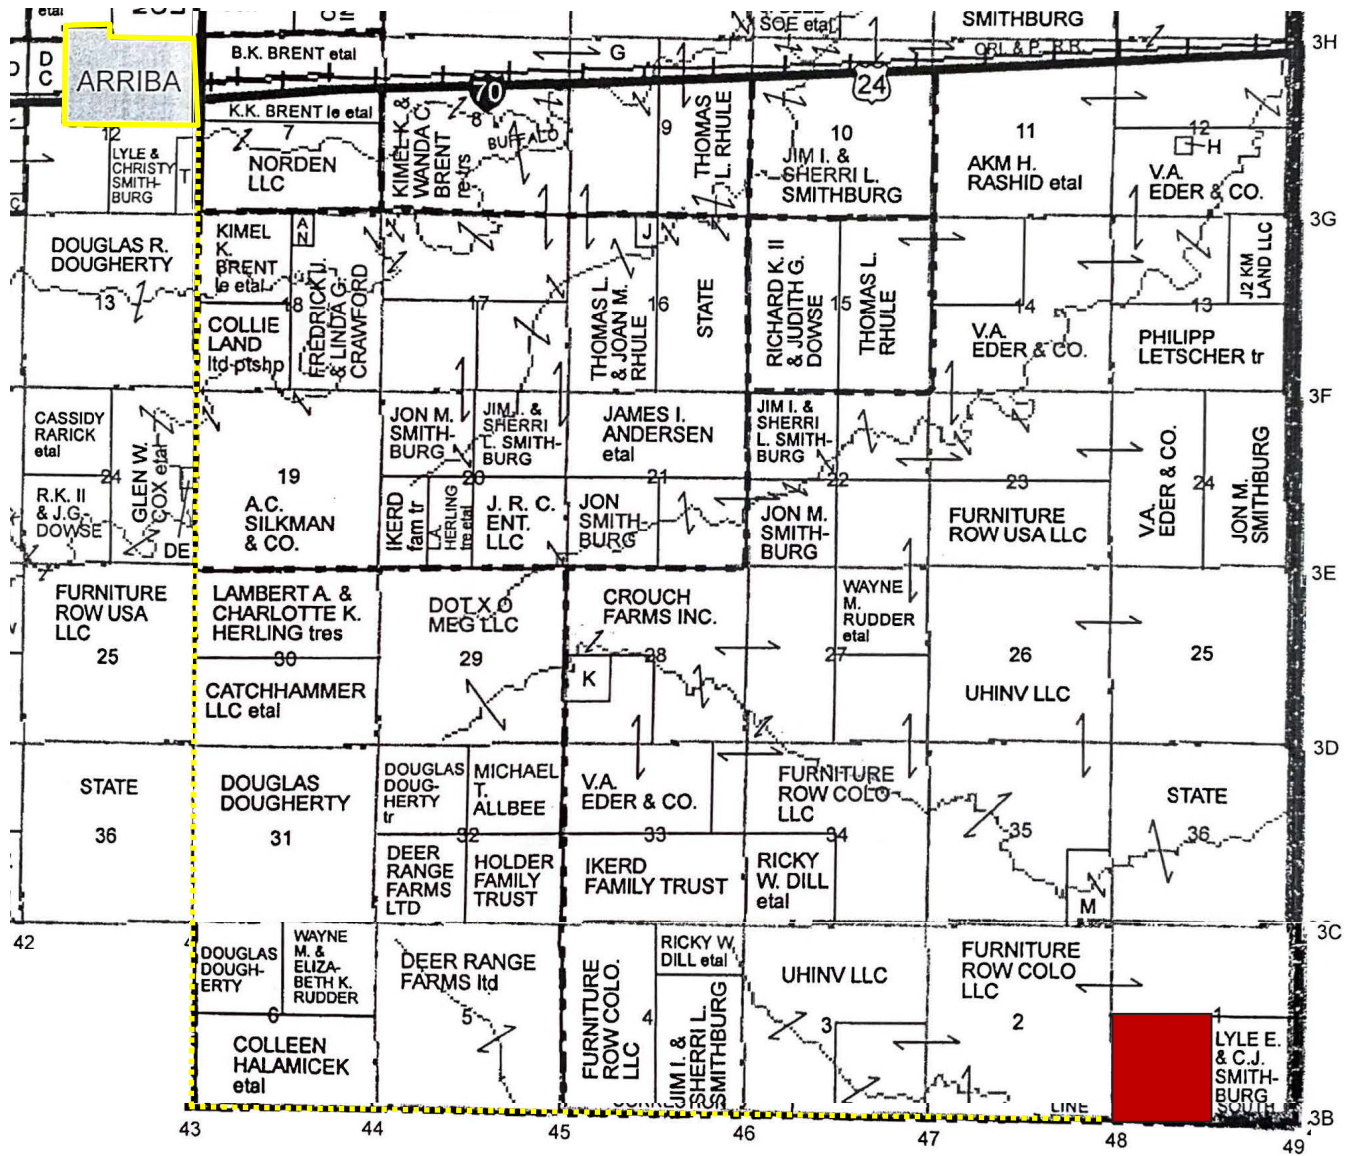 etal
SOE etal
SMITHBURG
B.K. BRENT etal
G
3H
D
C
ARRIBA
70
24
K.K. BRENT le etal
12
7
8
BUFFALO
9
10
11
12
H
LYLE &
CHRISTY
SMITH-
BURG
T
NORDEN
LLC
KIMEL K. &
WANDA C.
BRENT
re trs
THOMAS
L. RHULE
JIM I. &
SHERRI L.
SMITHBURG
AKM H.
RASHID etal
V.A.
EDER & CO.
3G
DOUGLAS R.
DOUGHERTY
13
KIMEL
K.
BRENT
le etal
A
N
18
FREDRICK J.
& LINDA G.
CRAWFORD
COLLIE
LAND
ltd-ptshp
17
J
THOMAS L.
& JOAN M.
RHULE
16
STATE
RICHARD K. II
& JUDITH G.
DOWSE
15
THOMAS L.
RHULE
14
V.A.
EDER & CO.
J2 KM
LAND LLC
13
PHILIPP
LETSCHER tr
3F
CASSIDY
RARICK
etal
24
GLEN W.
COX etal
R.K. II
& J.G.
DOWSE
DE
19
A.C.
SILKMAN
& CO.
JON M.
SMITH-
BURG
JIM I. &
SHERRI
L. SMITH-
BURG
20
IKERD
fam tr
L.A.
HERLING
tre etal
J. R. C.
ENT.
LLC
JAMES I.
ANDERSEN
etal
21
JON
SMITH-
BURG
JIM I. &
SHERRI
L. SMITH-
BURG
22
JON M.
SMITH-
BURG
23
FURNITURE
ROW USA LLC
V.A.
EDER & CO.
24
JON M.
SMITHBURG
3E
FURNITURE
ROW USA
LLC
25
LAMBERT A. &
CHARLOTTE K.
HERLING tres
30
CATCHHAMMER
LLC etal
DOT X O
MEG LLC
29
CROUCH
FARMS INC.
28
K
WAYNE
M.
RUDDER
etal
27
26
UHINV LLC
25
3D
STATE
36
DOUGLAS
DOUGHERTY
31
DOUGLAS
DOUG-
HERTY
tr
MICHAEL
T.
ALLBEE
32
DEER
RANGE
FARMS
LTD
HOLDER
FAMILY
TRUST
V.A.
EDER & CO.
33
IKERD
FAMILY TRUST
FURNITURE
ROW COLO
LLC
34
RICKY
W. DILL
etal
35
M
STATE
36
3C
42
DOUGLAS
DOUGH-
ERTY
WAYNE
M. &
ELIZA-
BETH K.
RUDDER
6
COLLEEN
HALAMICEK
etal
DEER RANGE
FARMS ltd
5
FURNITURE
ROW COLO.
LLC
4
RICKY W.
DILL etal
JIM I. &
SHERRI L.
SMITHBURG
UHINV LLC
3
FURNITURE
ROW COLO
LLC
2
1
LYLE E.
& C.J.
SMITH-
BURG
SOUTH
LINE
3B
43
44
45
46
47
48
49